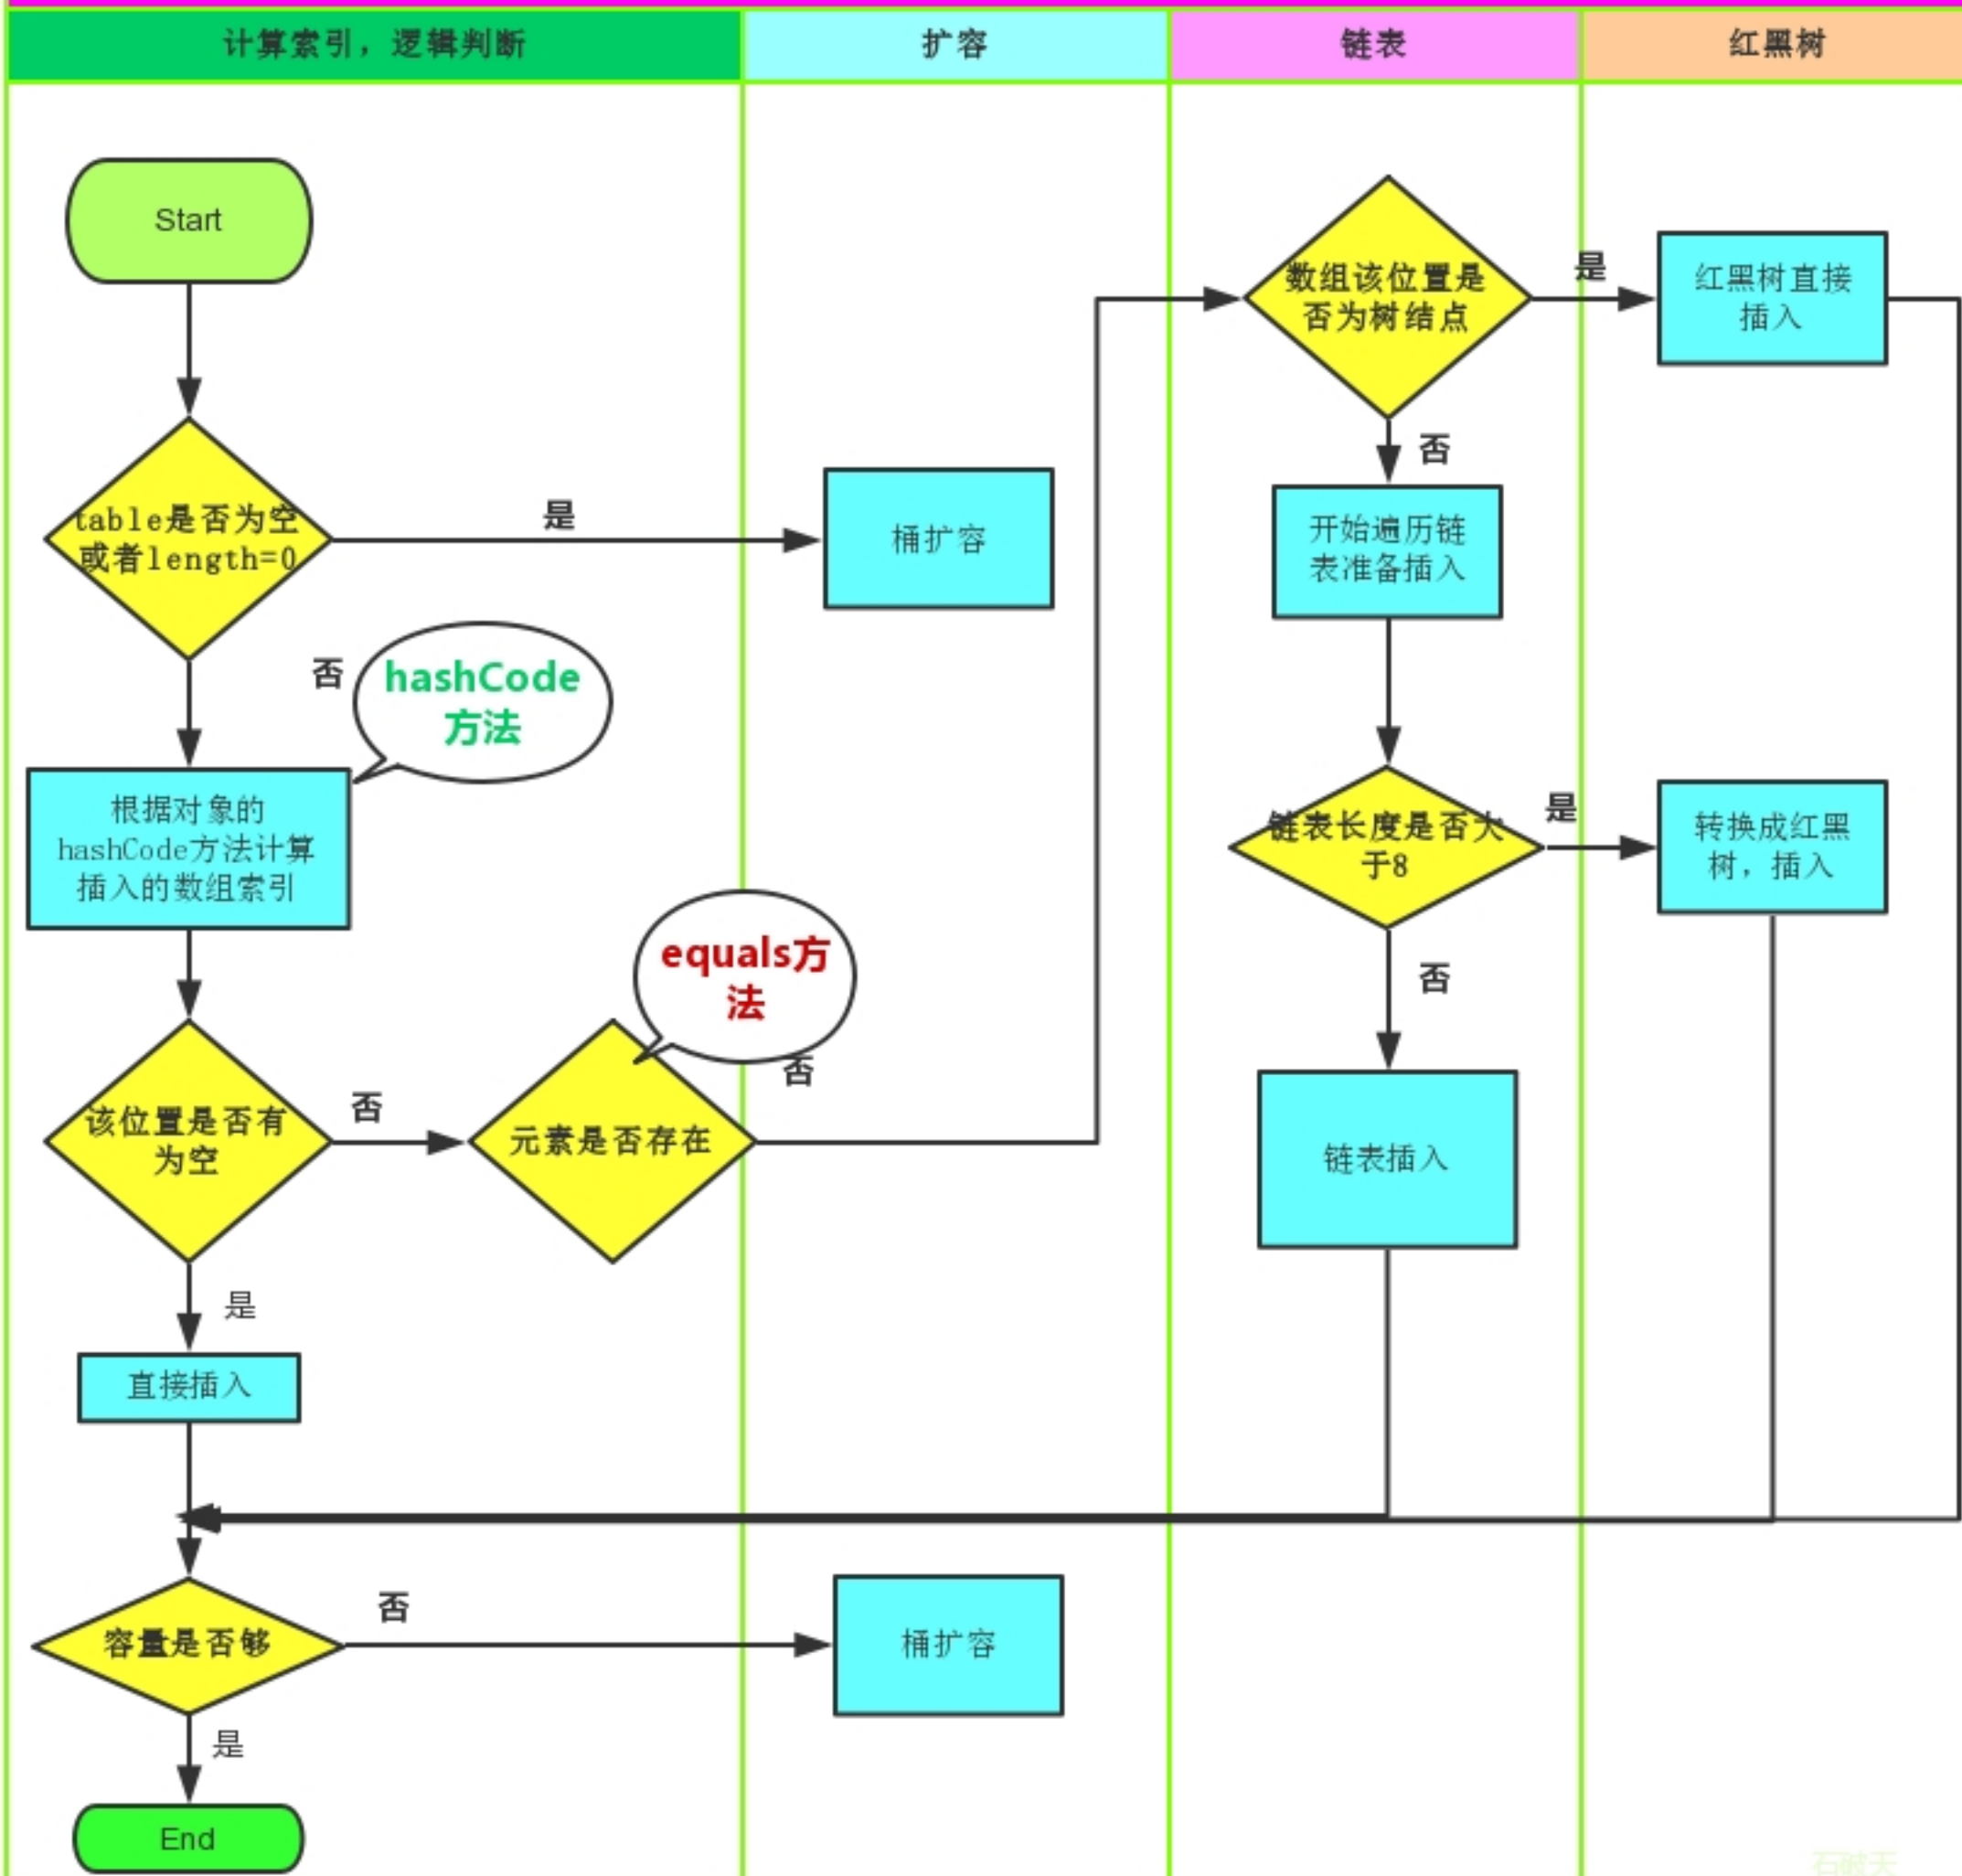 计算索引，逻辑判断
扩容
链表
红黑树
Start
table是否为空
或者length=0
是
桶扩容
否
hashCode
方法
根据对象的
hashCode方法计算
插入的数组索引
该位置是否有
为空
否
元素是否存在
equals方
法
否
是
直接插入
容量是否够
否
桶扩容
是
End
数组该位置是
否为树结点
是
红黑树直接
插入
否
开始遍历链
表准备插入
链表长度是否大
于8
是
转换成红黑
树，插入
否
链表插入
石破天